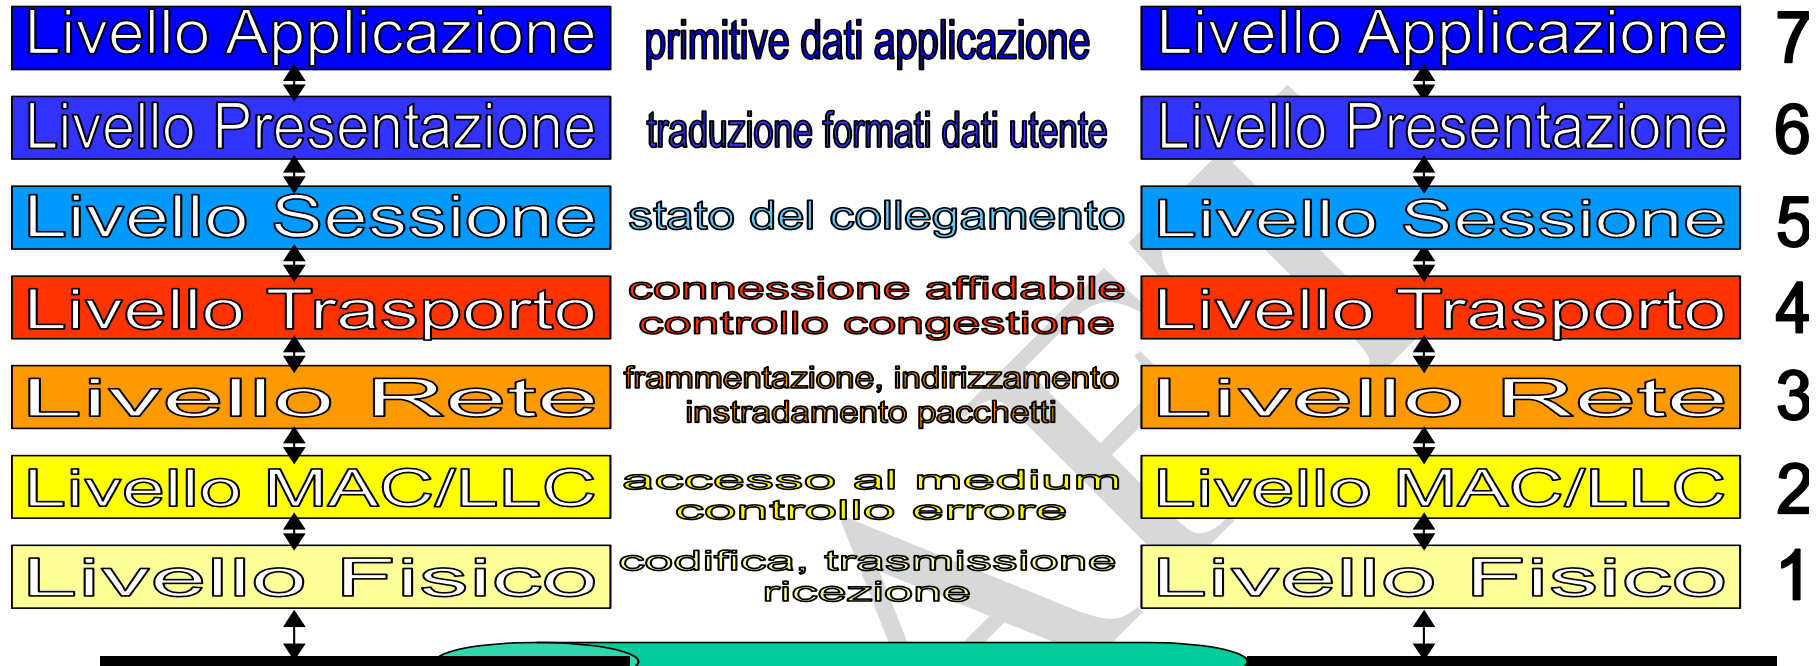 Livello Applicazione primitive dati applicazione Livello Applicazione 7
Livello Presentazione traduzione formati dati utente Livello Presentazione 6
Livello Sessione stato del collegamento Livello Sessione 5
Livello Trasporto connessione affidabile Livello Trasporto 4
controllo congestione
Livello Rete frammentazione, indirizzamento Livello Rete 3
instradamento pacchetti
Livello MAC/LLC accesso al medium Livello MAC/LLC 2
controllo errore
Livello Fisico codifica, trasmissione Livello Fisico 1
ricezione